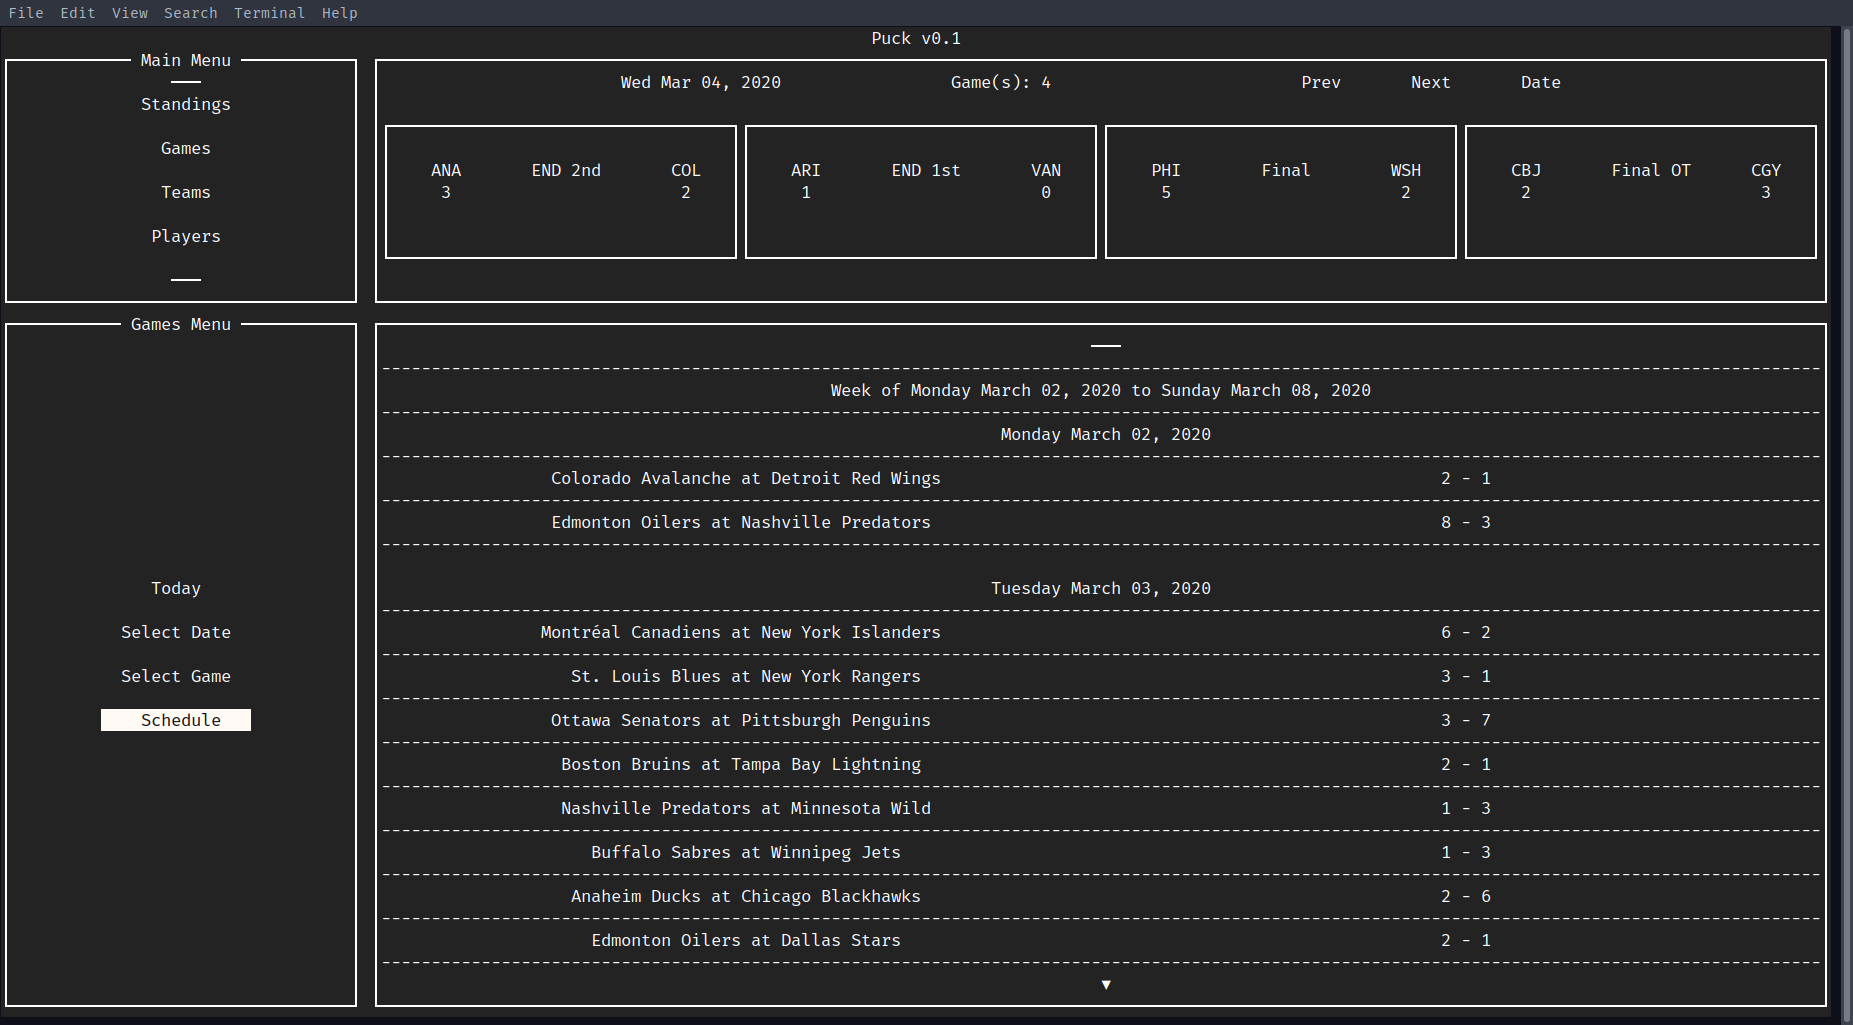 File Edit View Search Terminal Help
Puck v0.1
Main Menu
Standings
Games
Teams
Players
Wed Mar 04, 2020 Game(s): 4 Prev Next Date
ANA END 2nd COL
3 2
ARI END 1st VAN
1 0
PHI Final WSH
5 2
CBJ Final OT CGY
2 3
Games Menu
Today
Select Date
Select Game
Schedule
Week of Monday March 02, 2020 to Sunday March 08, 2020
Monday March 02, 2020
Colorado Avalanche at Detroit Red Wings 2 - 1
Edmonton Oilers at Nashville Predators 8 - 3
Tuesday March 03, 2020
Montréal Canadiens at New York Islanders 6 - 2
St. Louis Blues at New York Rangers 3 - 1
Ottawa Senators at Pittsburgh Penguins 3 - 7
Boston Bruins at Tampa Bay Lightning 2 - 1
Nashville Predators at Minnesota Wild 1 - 3
Buffalo Sabres at Winnipeg Jets 1 - 3
Anaheim Ducks at Chicago Blackhawks 2 - 6
Edmonton Oilers at Dallas Stars 2 - 1
▼